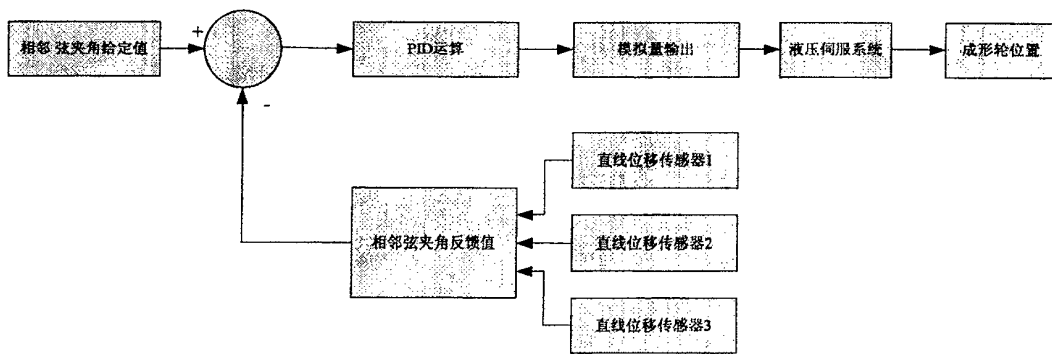 相邻 弦夹角给定值
+
PID运算
模拟量输出
液压伺服系统
成形轮位置
-
直线位移传感器1
相邻弦夹角反馈值
直线位移传感器2
直线位移传感器3